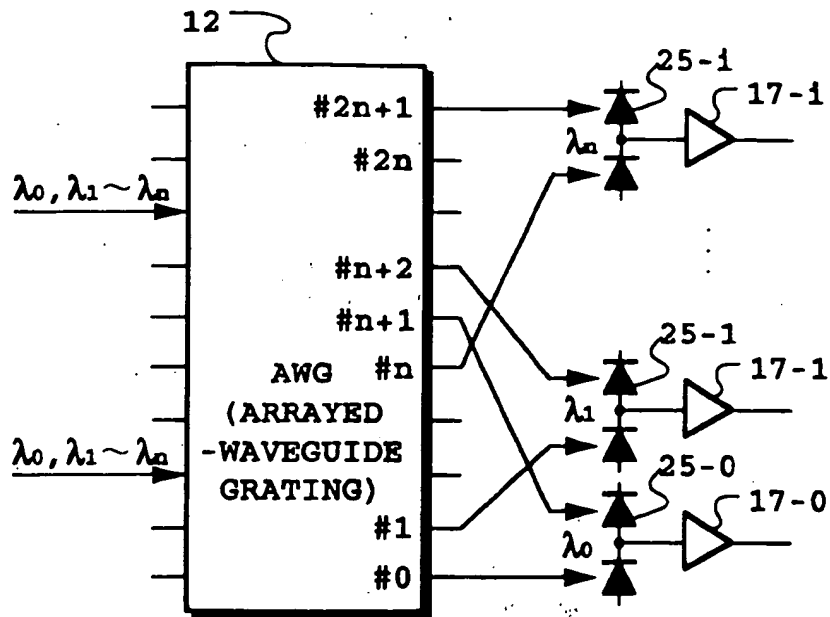 12
25-i
17-i
#2n+1
#2n
λn
λ0, λ1~λn
#n+2
#n+1
#n
25-1
17-1
AWG
(ARRAYED
-WAVEGUIDE
GRATING)
λ1
λ0, λ1~λn
25-0
17-0
#1
λ0
#0